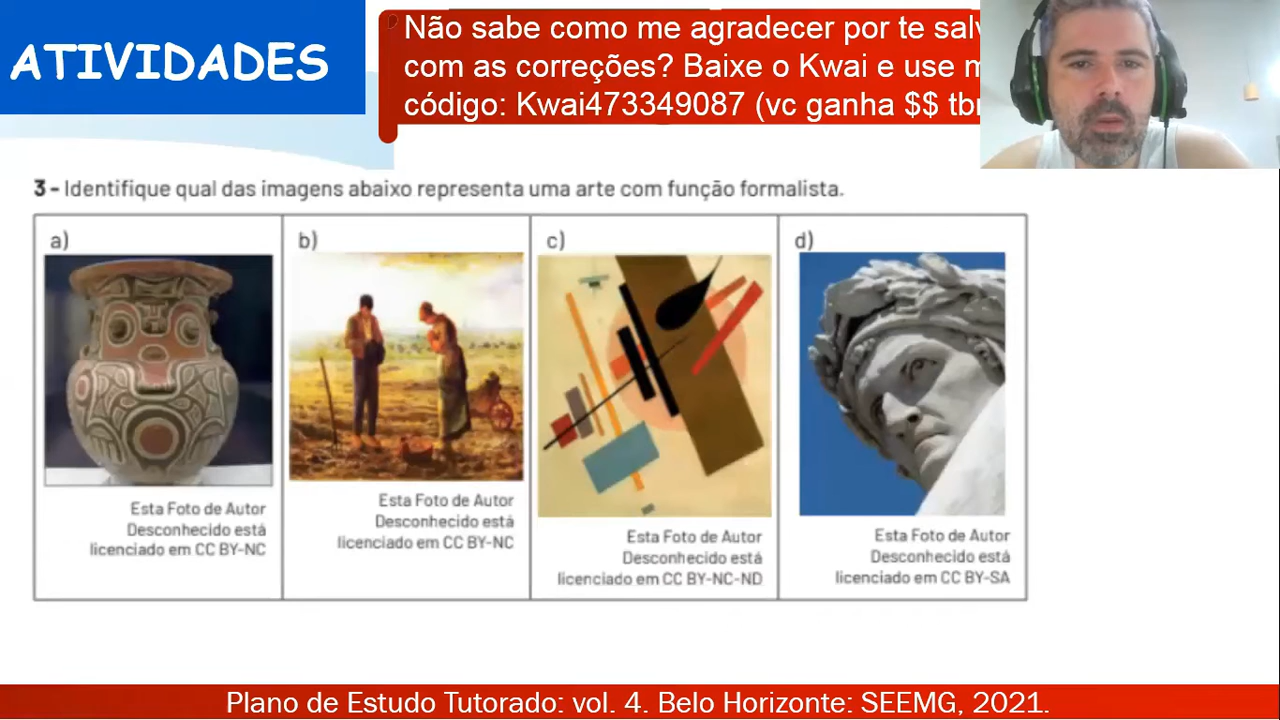 ATIVIDADES
Não sabe como me agradecer por te
com as correções? Baixe o Kwai e use
código: Kwai473349087 (vc ganha $$
3 - Identifique qual das imagens abaixo representa uma arte com função formalista.
a)
b)
c)
d)
Esta Foto de Autor
Desconhecido está
licenciado em CC BY-NC
Esta Foto de Autor
Desconhecido está
licenciado em CC BY-NC
Esta Foto de Autor
Desconhecido está
licenciado em CC BY-NC-ND
Esta Foto de Autor
Desconhecido está
licenciado em CC BY-SA
Plano de Estudo Tutorado: vol. 4. Belo Horizonte: SEEMG, 2021.